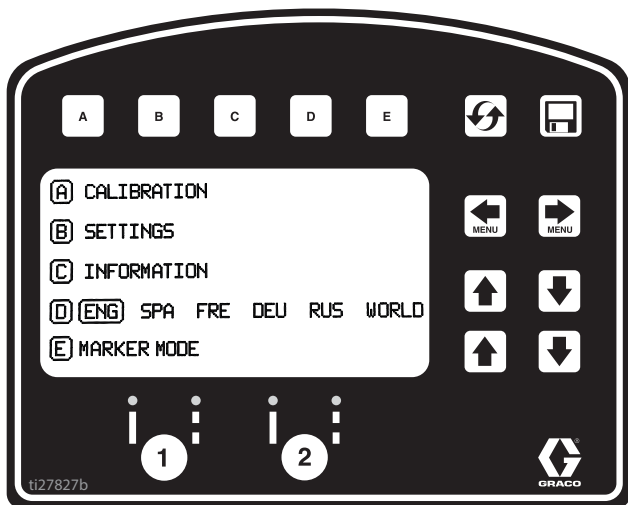 A B C D E
A CALIBRATION
B SETTINGS
C INFORMATION
D ENG SPA FRE DEU RUS WORLD
E MARKER MODE
MENU MENU
1 2
ti27827b
GRACO®